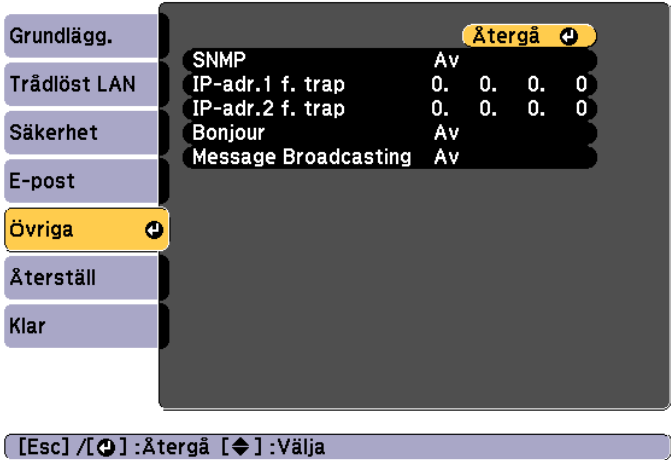 Grundlägg.
Trådlöst LAN
Säkerhet
E-post
Övriga
Återställ
Klar
Återgå
SNMP Av
IP-adr.1 f. trap 0. 0. 0. 0
IP-adr.2 f. trap 0. 0. 0. 0
Bonjour Av
Message Broadcasting Av
[Esc] /[⏎] :Återgå [◆] :Välja